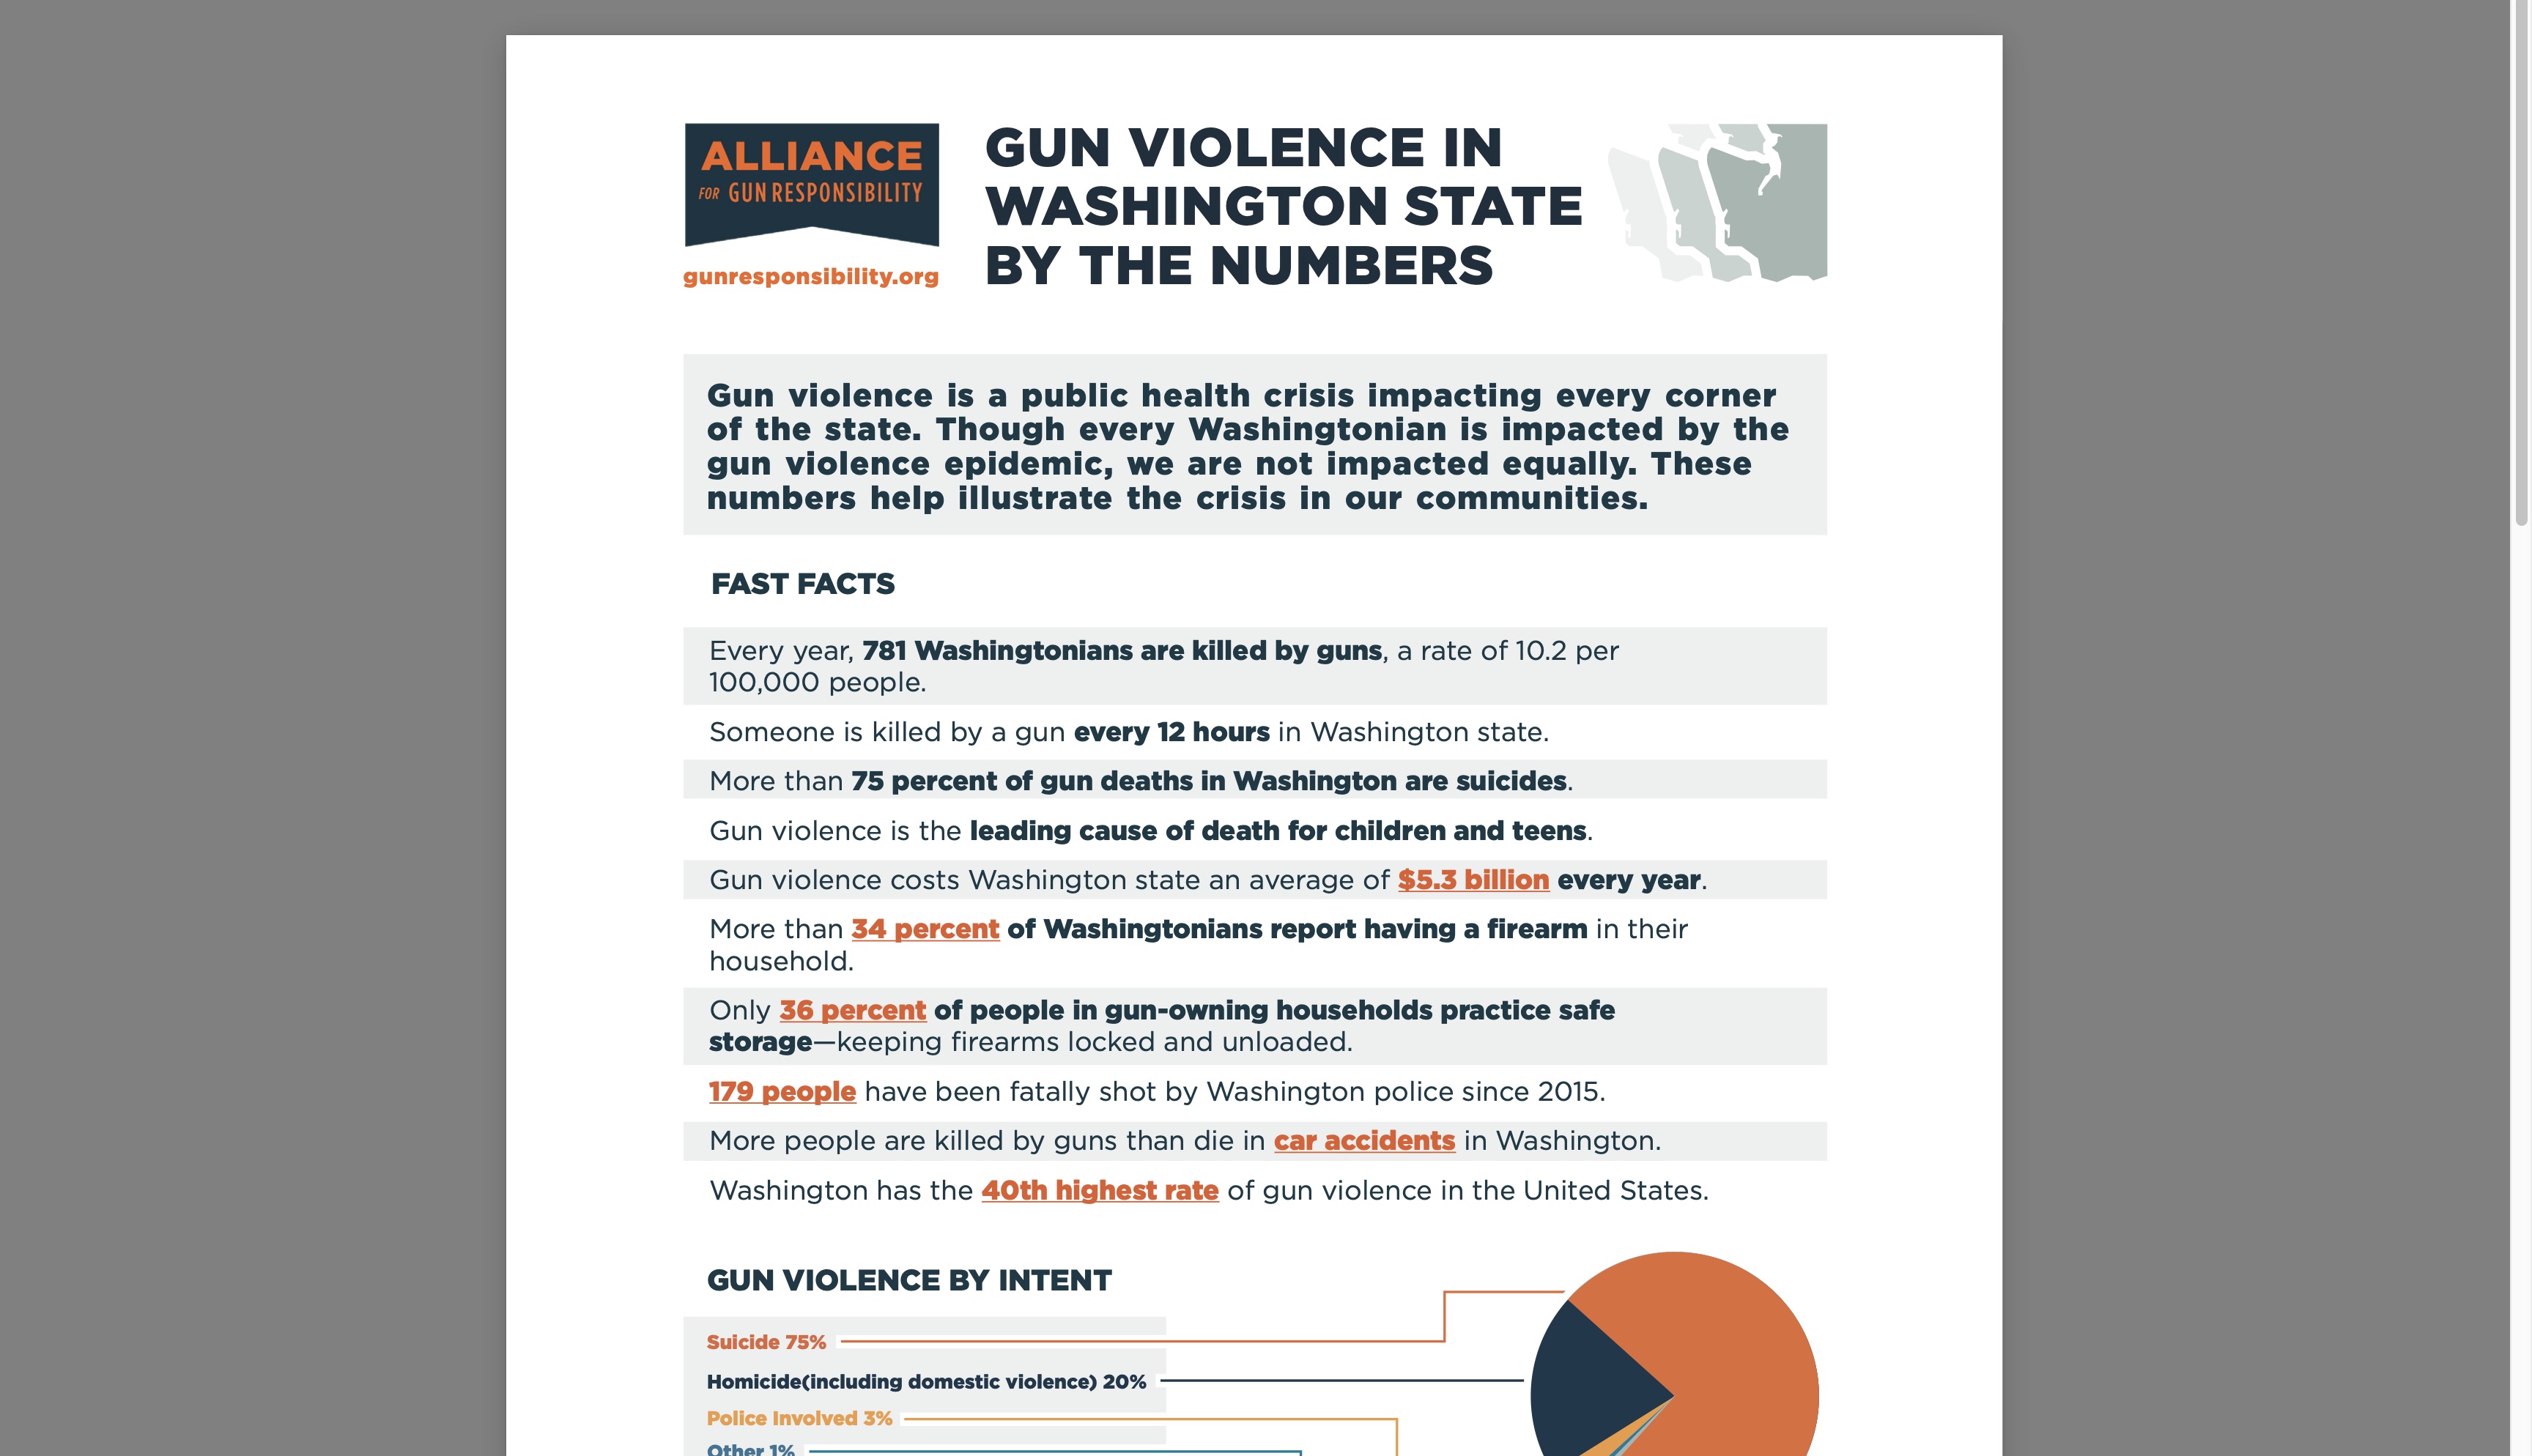 ALLIANCE
FOR GUN RESPONSIBILITY
gunresponsibility.org
GUN VIOLENCE IN
WASHINGTON STATE
BY THE NUMBERS
Gun violence is a public health crisis impacting every corner
of the state. Though every Washingtonian is impacted by the
gun violence epidemic, we are not impacted equally. These
numbers help illustrate the crisis in our communities.
FAST FACTS
Every year, 781 Washingtonians are killed by guns, a rate of 10.2 per
100,000 people.
Someone is killed by a gun every 12 hours in Washington state.
More than 75 percent of gun deaths in Washington are suicides.
Gun violence is the leading cause of death for children and teens.
Gun violence costs Washington state an average of $5.3 billion every year.
More than 34 percent of Washingtonians report having a firearm in their
household.
Only 36 percent of people in gun-owning households practice safe
storage—keeping firearms locked and unloaded.
179 people have been fatally shot by Washington police since 2015.
More people are killed by guns than die in car accidents in Washington.
Washington has the 40th highest rate of gun violence in the United States.
GUN VIOLENCE BY INTENT
Suicide 75%
Homicide(including domestic violence) 20%
Police Involved 3%
Other 1%